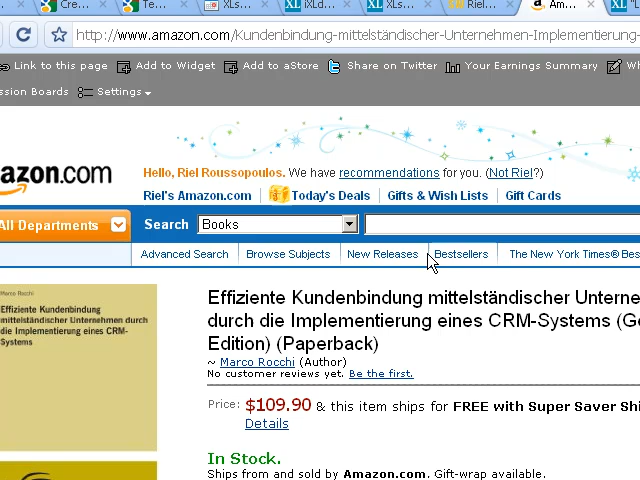 Cre...
Te...
XLs...
iXLd...
XLs...
Riel...
Am...
"L
http://www.amazon.com/Kundenbindung-mittelständischer-Unternehmen-Implementierung-
Link to this page
Add to Widget
Add to aStore
Share on Twitter
Your Earnings Summary
Wh
ssion Boards
Settings
azon.com
Hello, Riel Roussopoulos. We have recommendations for you. (Not Riel?)
Riel's Amazon.com
Today's Deals
Gifts & Wish Lists
Gift Cards
All Departments
Search
Books
Advanced Search
Browse Subjects
New Releases
Bestsellers
The New York Times® Bes
Marco Rocchi
Effiziente Kundenbindung
mittelständischer Unternehmen durch
die Implementierung eines CRM-
Systems
Effiziente Kundenbindung mittelständischer Unterne
durch die Implementierung eines CRM-Systems (Ge
Edition) (Paperback)
~ Marco Rocchi (Author)
No customer reviews yet. Be the first.
Price: $109.90 & this item ships for FREE with Super Saver Shi
Details
In Stock.
Ships from and sold by Amazon.com. Gift-wrap available.